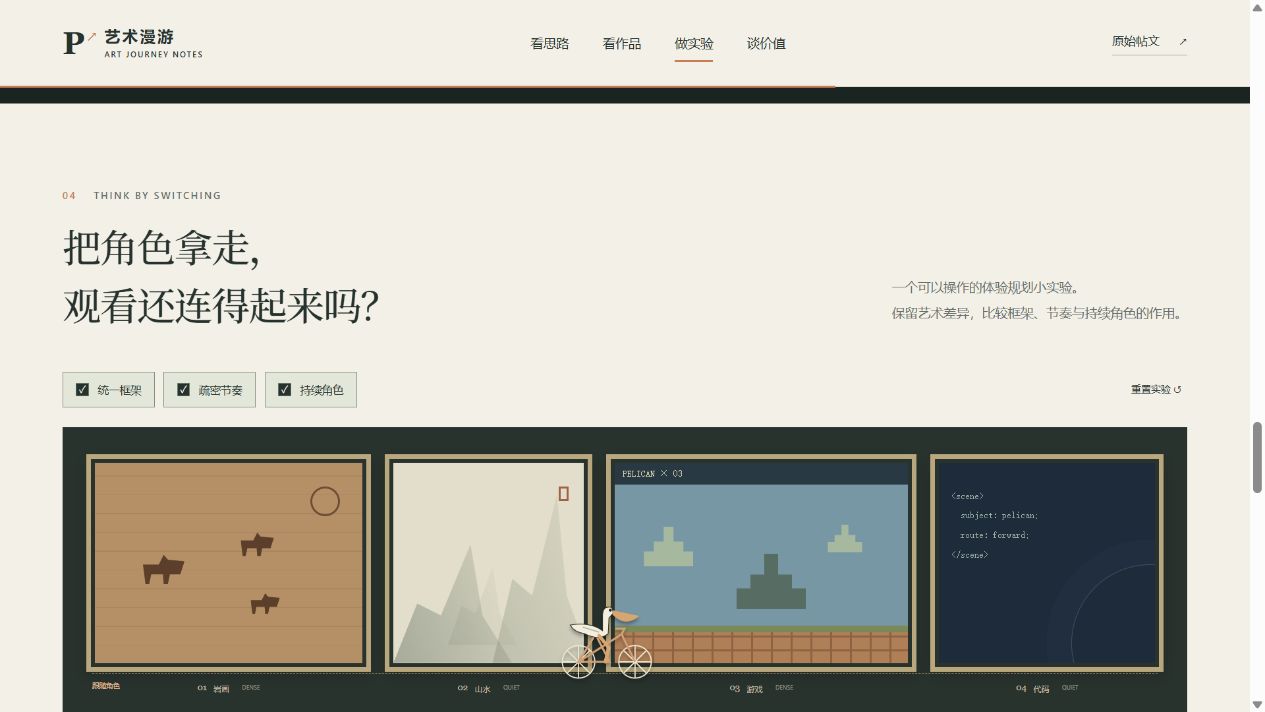 P↗ 艺术漫游
ART JOURNEY NOTES
看思路 看作品 做实验 谈价值
原始帖文 ↗
04 THINK BY SWITCHING
把角色拿走,
观看还连得起来吗?
一个可以操作的体验规划小实验。
保留艺术差异，比较框架、节奏与持续角色的作用。
统一框架 疏密节奏 持续角色
重置实验 ↺
PELICAN × 03
<scene>
subject: pelican;
route: forward;
</scene>
跟随角色
01 岩画 DENSE
02 山水 QUIET
03 游戏 DENSE
04 代码 QUIET